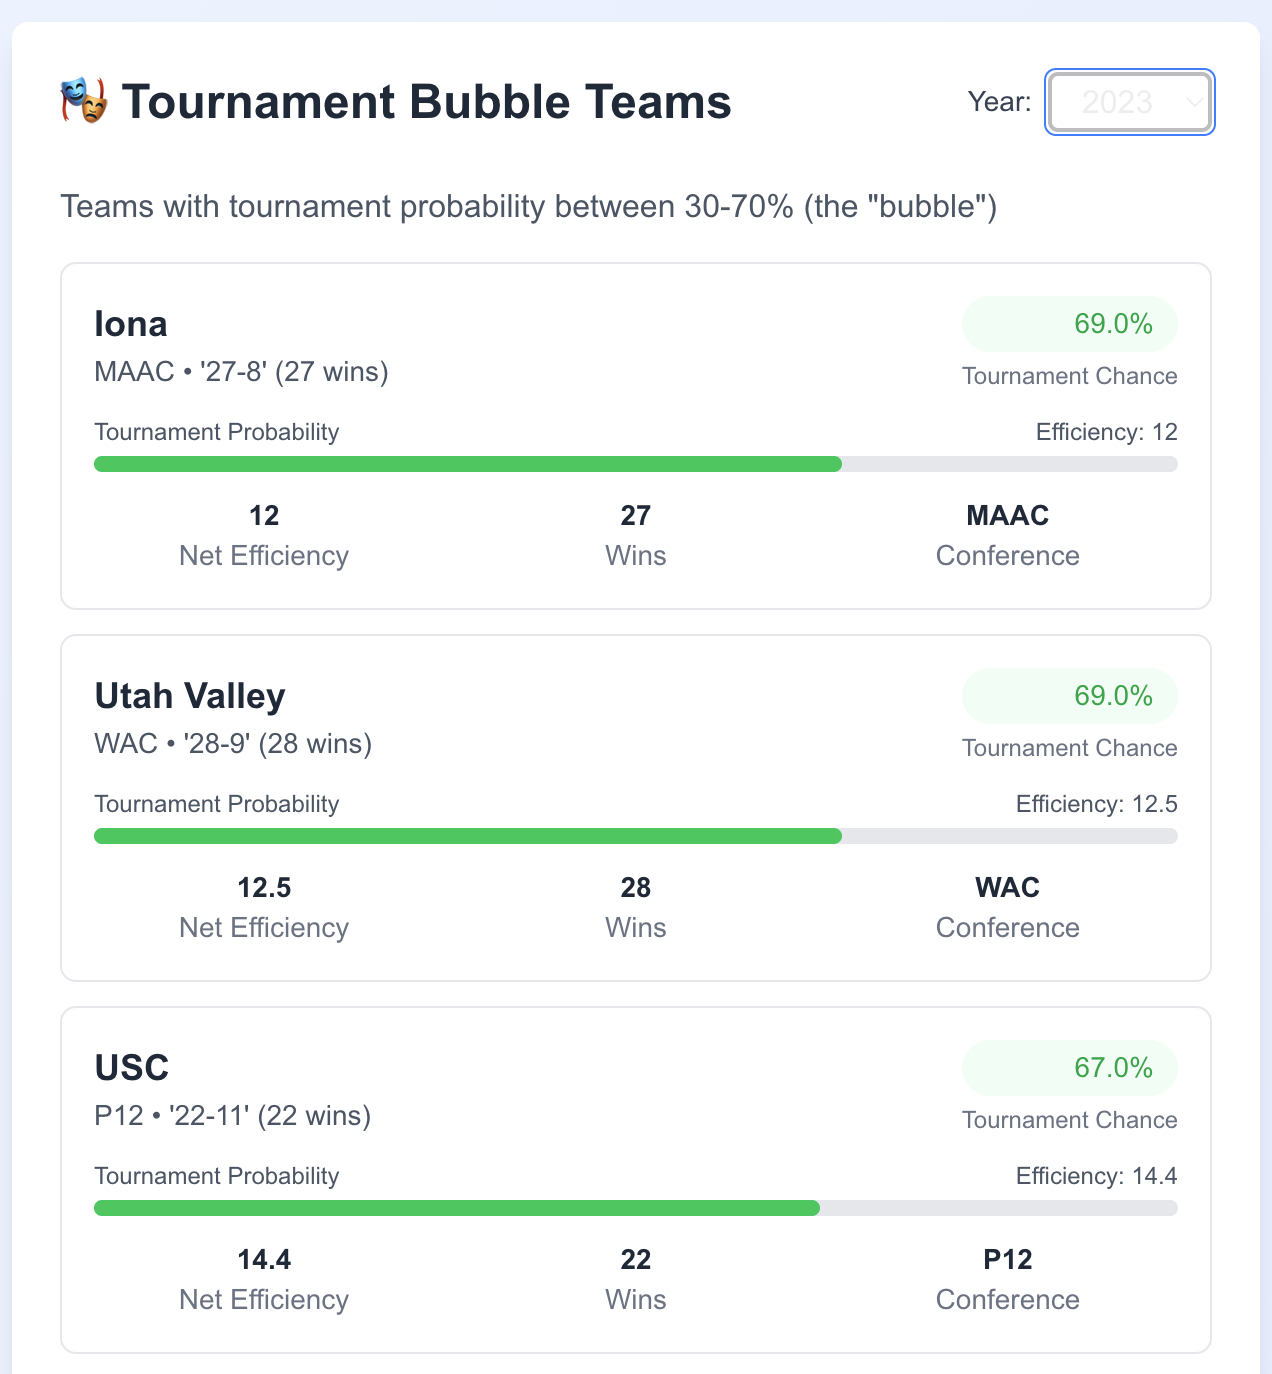 Tournament Bubble Teams
Year: 2023
Teams with tournament probability between 30-70% (the "bubble")
Iona
69.0%
MAAC • '27-8' (27 wins)
Tournament Chance
Tournament Probability
Efficiency: 12
12
27
MAAC
Net Efficiency
Wins
Conference
Utah Valley
69.0%
WAC • '28-9' (28 wins)
Tournament Chance
Tournament Probability
Efficiency: 12.5
12.5
28
WAC
Net Efficiency
Wins
Conference
USC
67.0%
P12 • '22-11' (22 wins)
Tournament Chance
Tournament Probability
Efficiency: 14.4
14.4
22
P12
Net Efficiency
Wins
Conference